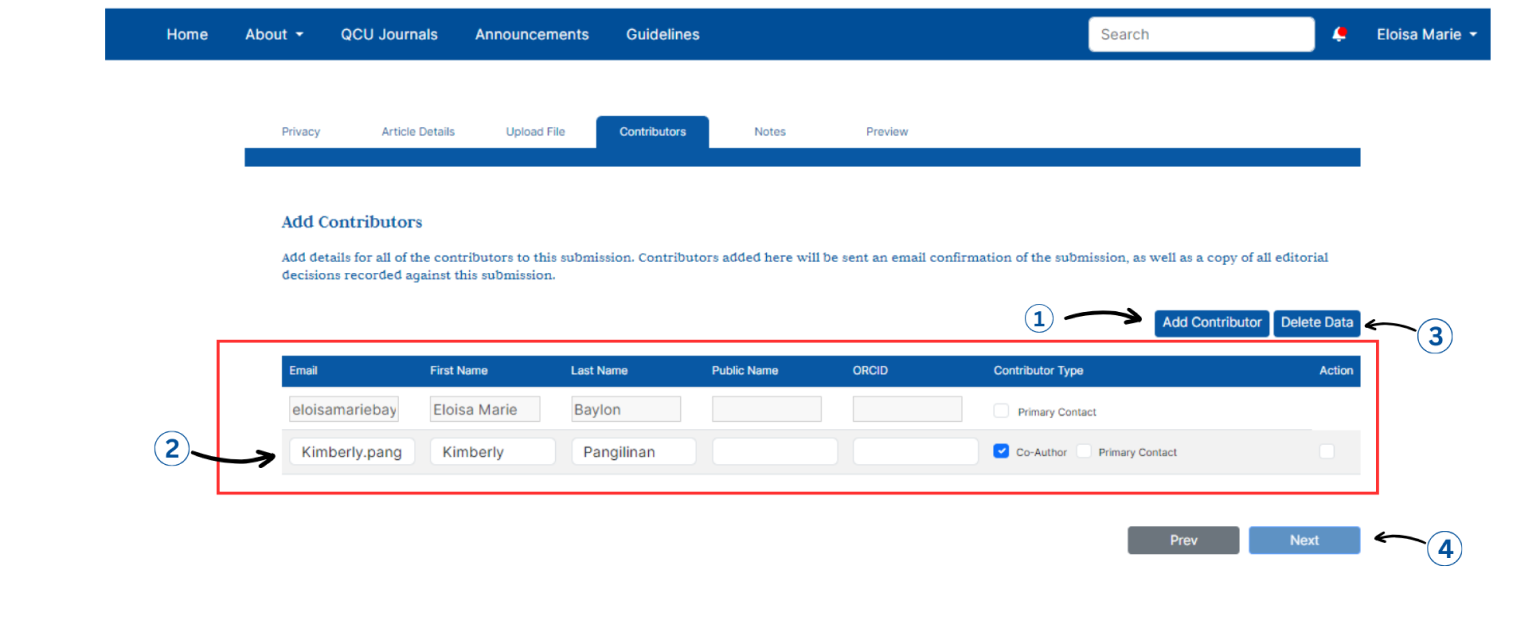 Home About QCU Journals Announcements Guidelines Search Eloisa Marie
Privacy Article Details Upload File Contributors Notes Preview
Add Contributors
Add details for all of the contributors to this submission. Contributors added here will be sent an email confirmation of the submission, as well as a copy of all editorial
decisions recorded against this submission.
1 Add Contributor Delete Data 3
Email First Name Last Name Public Name ORCID Contributor Type Action
eloisamariebay Eloisa Marie Baylon Primary Contact
2 Kimberly.pang Kimberly Pangilinan Co-Author Primary Contact
Prev Next 4